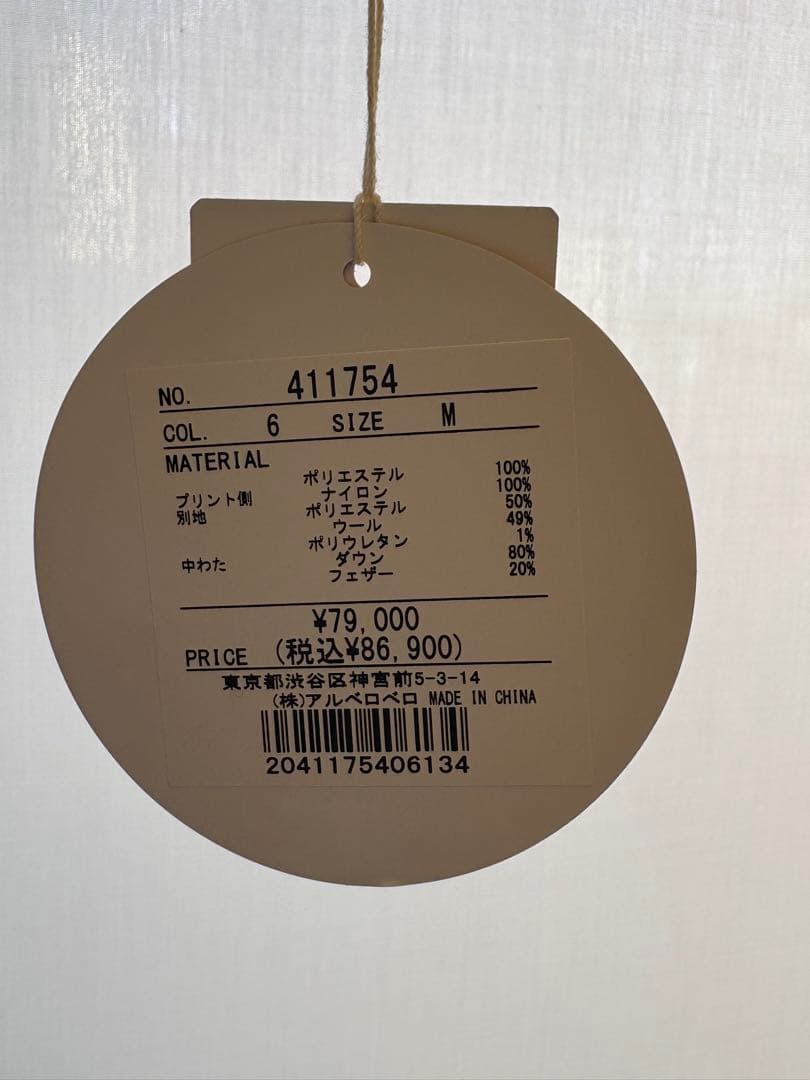 NO. 411754
COL. 6 SIZE M
MATERIAL
ポリエステル 100%
プリント側 ナイロン 100%
別地 ポリエステル 50%
ウール 49%
ポリウレタン 1%
中わた ダウン 80%
フェザー 20%
¥79,000
PRICE (税込¥86,900)
東京都渋谷区神宮前5-3-14
(株)アルベロベロ MADE IN CHINA
2041175406134